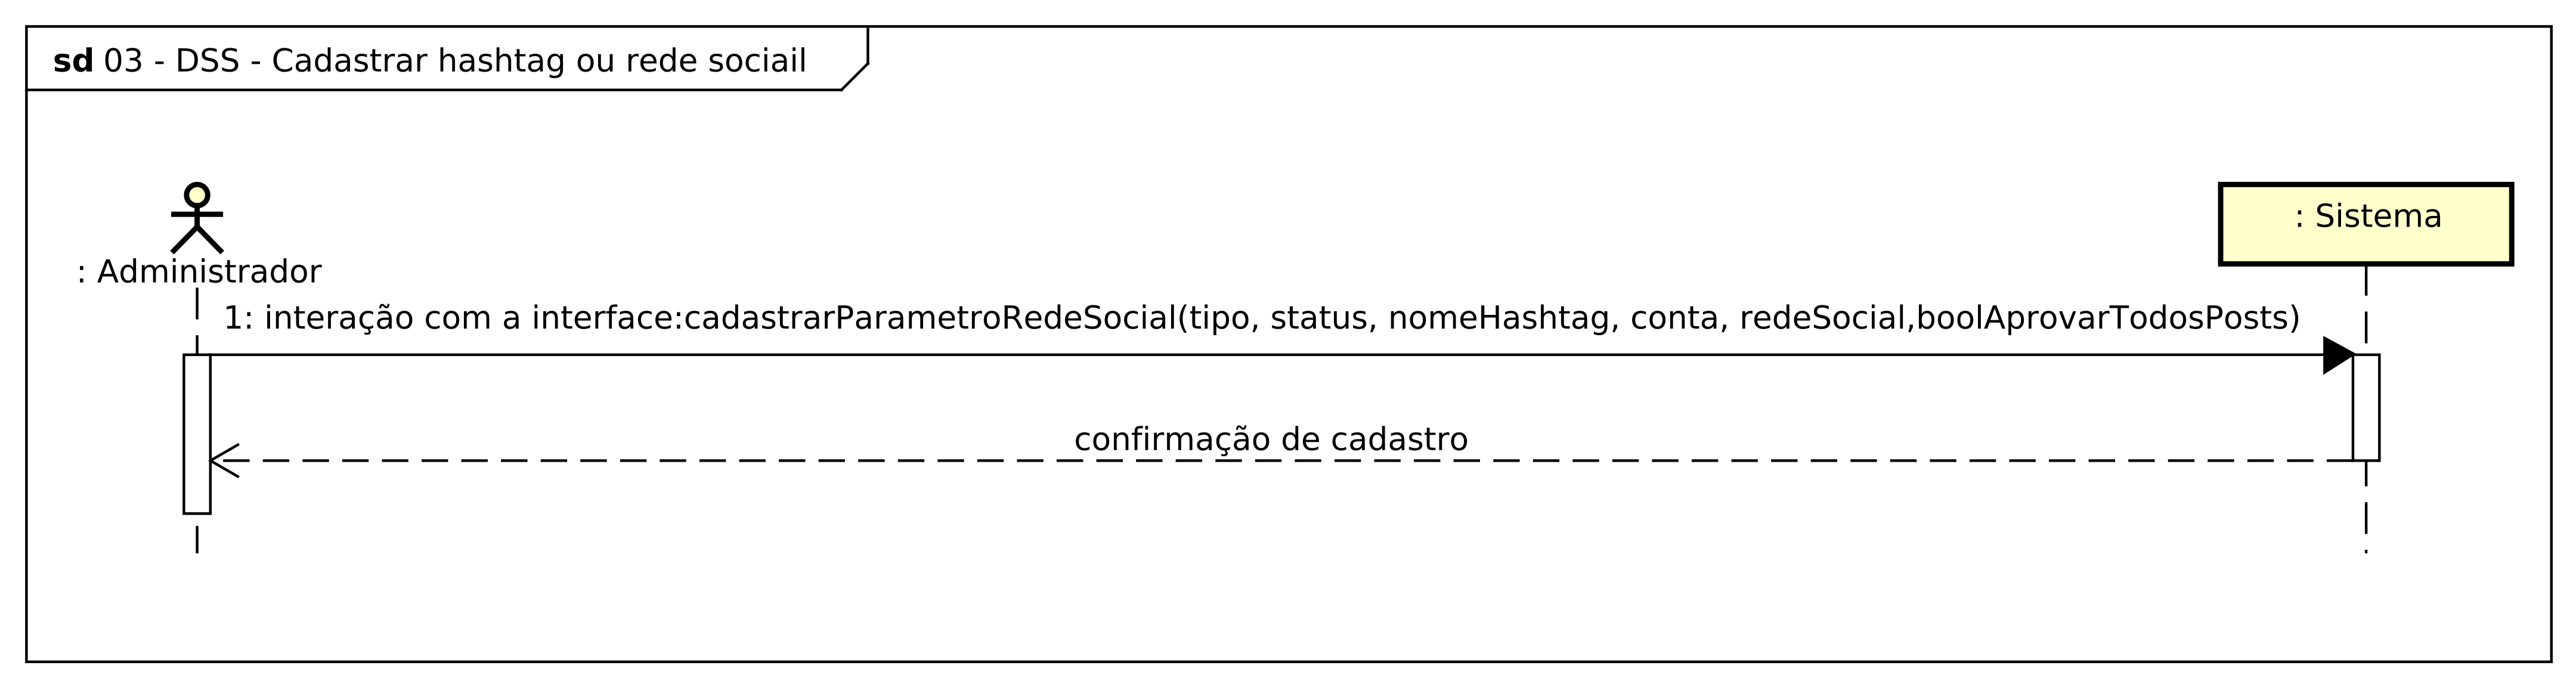 sd 03 - DSS - Cadastrar hashtag ou rede sociail
: Administrador
: Sistema
1: interação com a interface:cadastrarParametroRedeSocial(tipo, status, nomeHashtag, conta, redeSocial,boolAprovarTodosPosts)
confirmação de cadastro